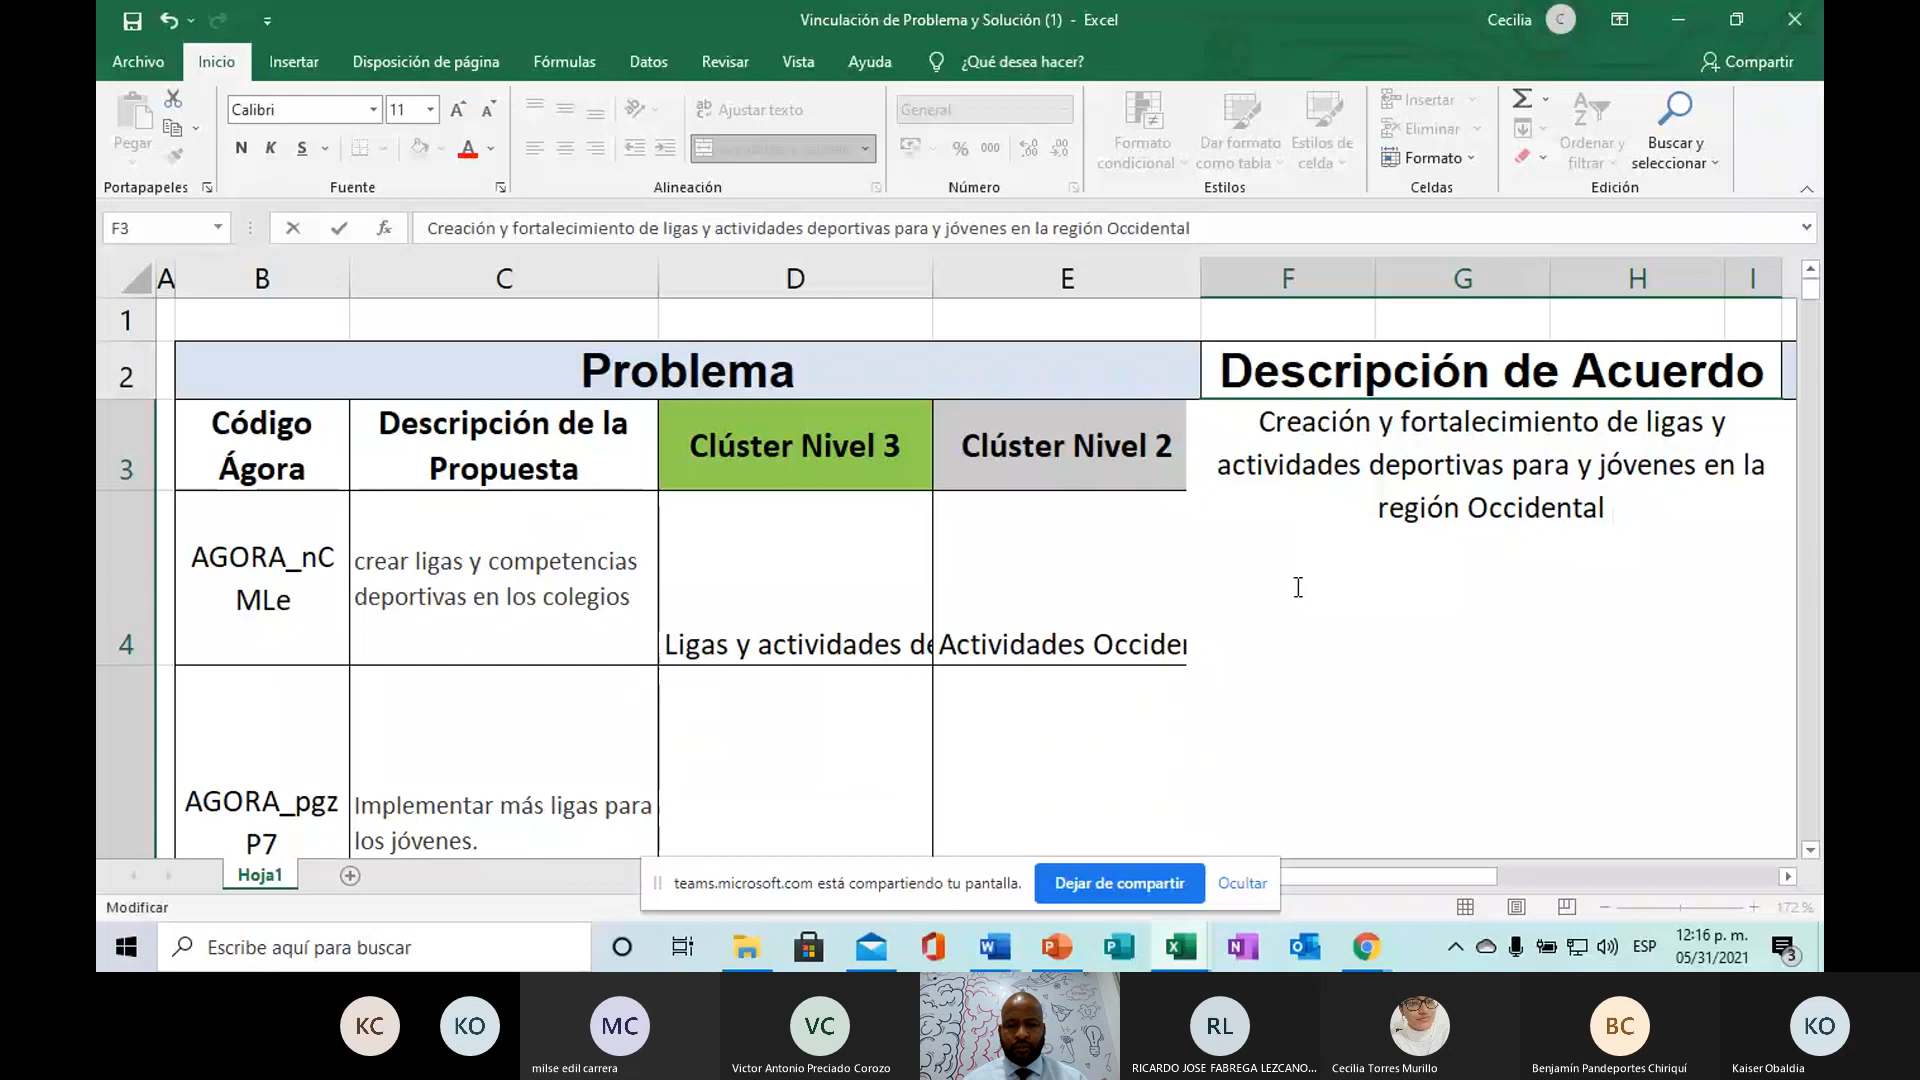 Vinculación de Problema y Solución (1) - Excel
Cecilia
C
Archivo Inicio Insertar Disposición de página Fórmulas Datos Revisar Vista Ayuda ¿Qué desea hacer? Compartir
Pegar
Portapapeles
Calibri 11
N K S
Fuente
Ajustar texto
Alineación
General
% 000
Número
Formato condicional
Dar formato como tabla
Estilos de celda
Estilos
Insertar
Eliminar
Formato
Celdas
Ordenar y filtrar
Buscar y seleccionar
Edición
F3
fx
Creación y fortalecimiento de ligas y actividades deportivas para y jóvenes en la región Occidental
A B C D E F G H I
1
2
Problema
Descripción de Acuerdo
3
Código
Ágora
Descripción de la
Propuesta
Clúster Nivel 3
Clúster Nivel 2
Creación y fortalecimiento de ligas y
actividades deportivas para y jóvenes en la
región Occidental
4
AGORA_nC
MLe
crear ligas y competencias
deportivas en los colegios
Ligas y actividades de
Actividades Occiden
AGORA_pgz
P7
Implementar más ligas para
los jóvenes.
Hoja1
teams.microsoft.com está compartiendo tu pantalla.
Dejar de compartir
Ocultar
Modificar
172 %
Escribe aquí para buscar
ESP
12:16 p. m.
05/31/2021
3
KC
KO
MC
milse edil carrera
VC
Victor Antonio Preciado Corozo
RL
RICARDO JOSE FABREGA LEZCANO...
Cecilia Torres Murillo
BC
Benjamín Pandeportes Chiriquí
KO
Kaiser Obaldia